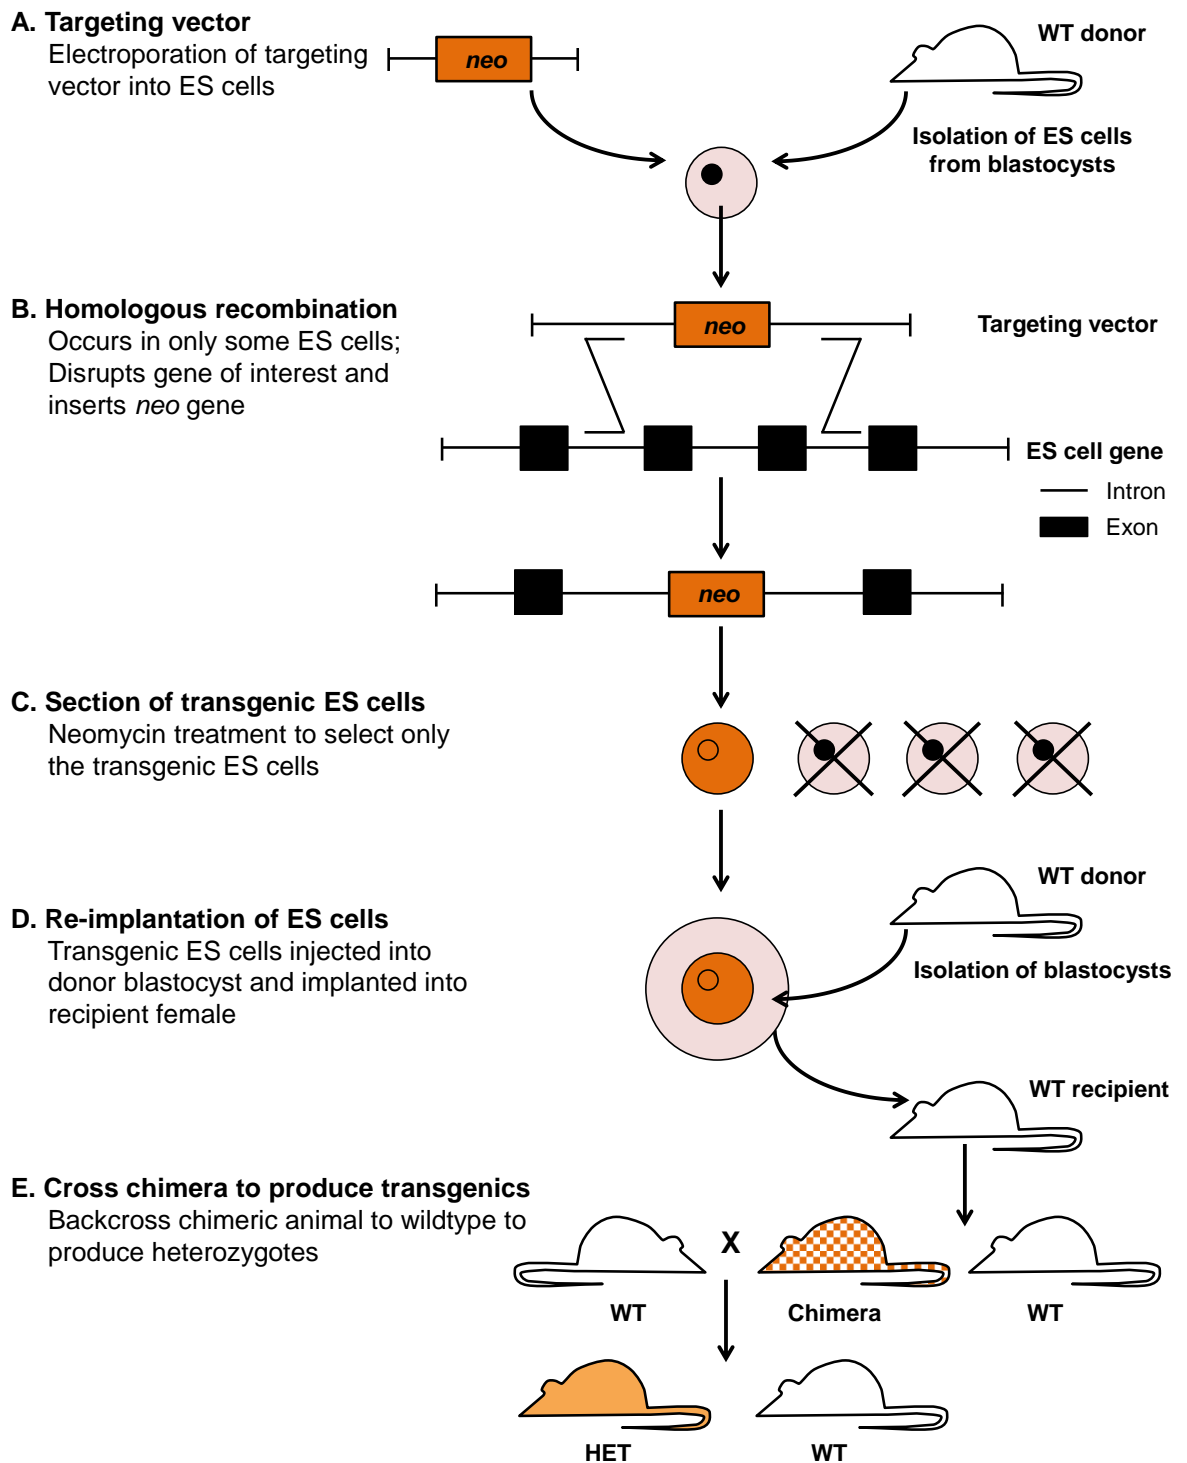 A. Targeting vector
Electroporation of targeting
vector into ES cells
neo
WT donor
Isolation of ES cells
from blastocysts
B. Homologous recombination
Occurs in only some ES cells;
Disrupts gene of interest and
inserts neo gene
neo
Targeting vector
ES cell gene
Intron
Exon
neo
C. Section of transgenic ES cells
Neomycin treatment to select only
the transgenic ES cells
D. Re-implantation of ES cells
Transgenic ES cells injected into
donor blastocyst and implanted into
recipient female
WT donor
Isolation of blastocysts
WT recipient
E. Cross chimera to produce transgenics
Backcross chimeric animal to wildtype to
produce heterozygotes
X
WT
Chimera
WT
HET
WT